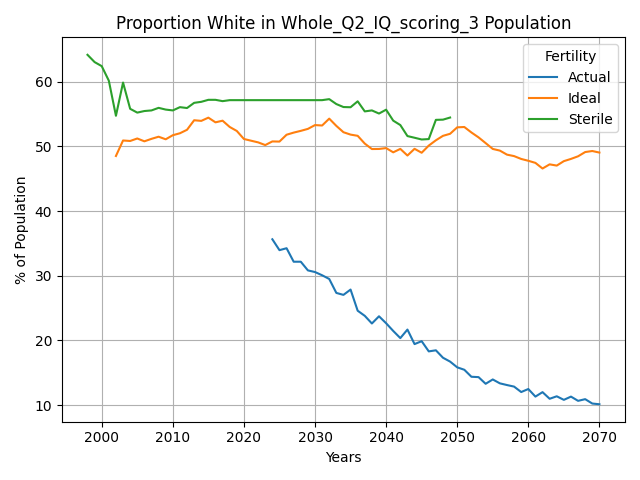 Proportion White in Whole_Q2_IQ_scoring_3 Population
Fertility
Actual
Ideal
Sterile
% of Population
60
50
40
30
20
10
2000 2010 2020 2030 2040 2050 2060 2070
Years